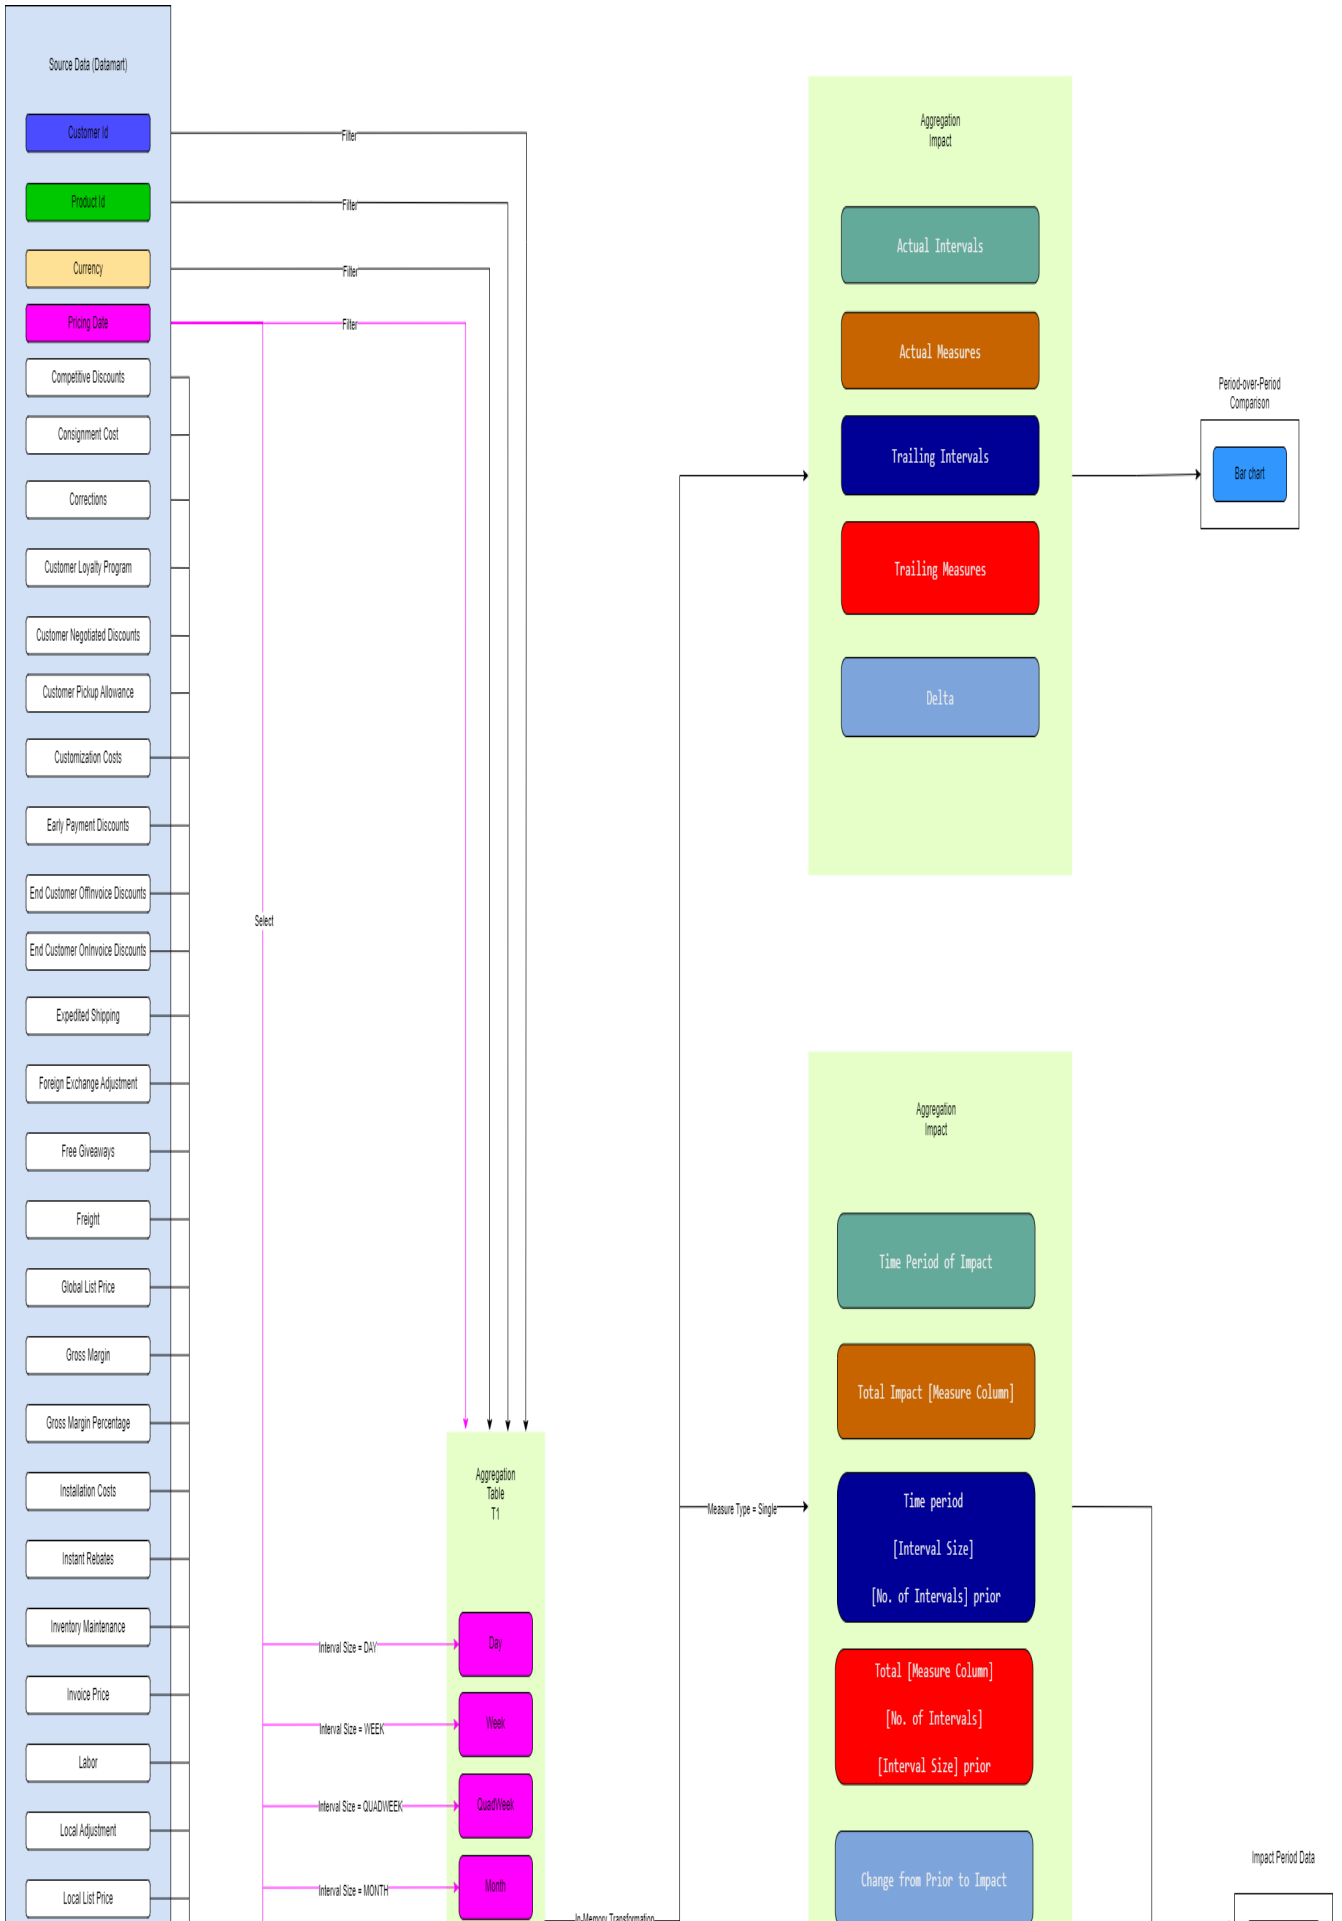 Source Data (Datamart)
Customer Id
Filter
Product Id
Filter
Currency
Filter
Pricing Date
Filter
Competitive Discounts
Consignment Cost
Corrections
Customer Loyalty Program
Customer Negotiated Discounts
Customer Pickup Allowance
Customization Costs
Early Payment Discounts
End Customer OffInvoice Discounts
End Customer OnInvoice Discounts
Expedited Shipping
Foreign Exchange Adjustment
Free Giveaways
Freight
Global List Price
Gross Margin
Gross Margin Percentage
Installation Costs
Instant Rebates
Inventory Maintenance
Invoice Price
Labor
Local Adjustment
Local List Price
Select
Interval Size = DAY
Interval Size = WEEK
Interval Size = QUADWEEK
Interval Size = MONTH
Aggregation
Table
T1
Day
Week
QuadWeek
Month
In-Memory Transformation
Measure Type = Single
Aggregation
Impact
Actual Intervals
Actual Measures
Trailing Intervals
Trailing Measures
Delta
Period-over-Period
Comparison
Bar chart
Aggregation
Impact
Time Period of Impact
Total Impact [Measure Column]
Time period
[Interval Size]
[No. of Intervals] prior
Total [Measure Column]
[No. of Intervals]
[Interval Size] prior
Change from Prior to Impact
Impact Period Data